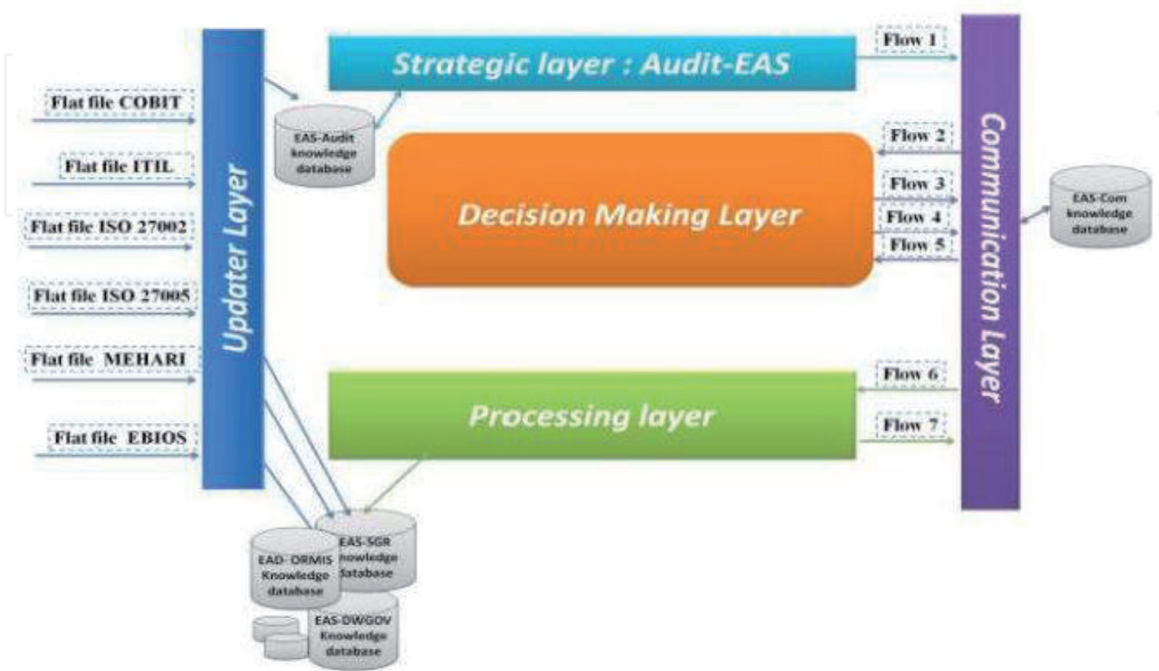 Flat file COBIT
Flat file ITIL
Flat file ISO 27002
Flat file ISO 27005
Flat file MEHARI
Flat file EBIOS
Updater Layer
EAS-Audit
knowledge
database
Strategic layer : Audit-EAS
Decision Making Layer
Processing layer
Flow 1
Flow 2
Flow 3
Flow 4
Flow 5
Flow 6
Flow 7
Communication Layer
EAS-Com
knowledge
database
EAD- ORMIS
Knowledge
database
EAS-SGR
knowledge
database
EAS-DWGOV
Knowledge
database